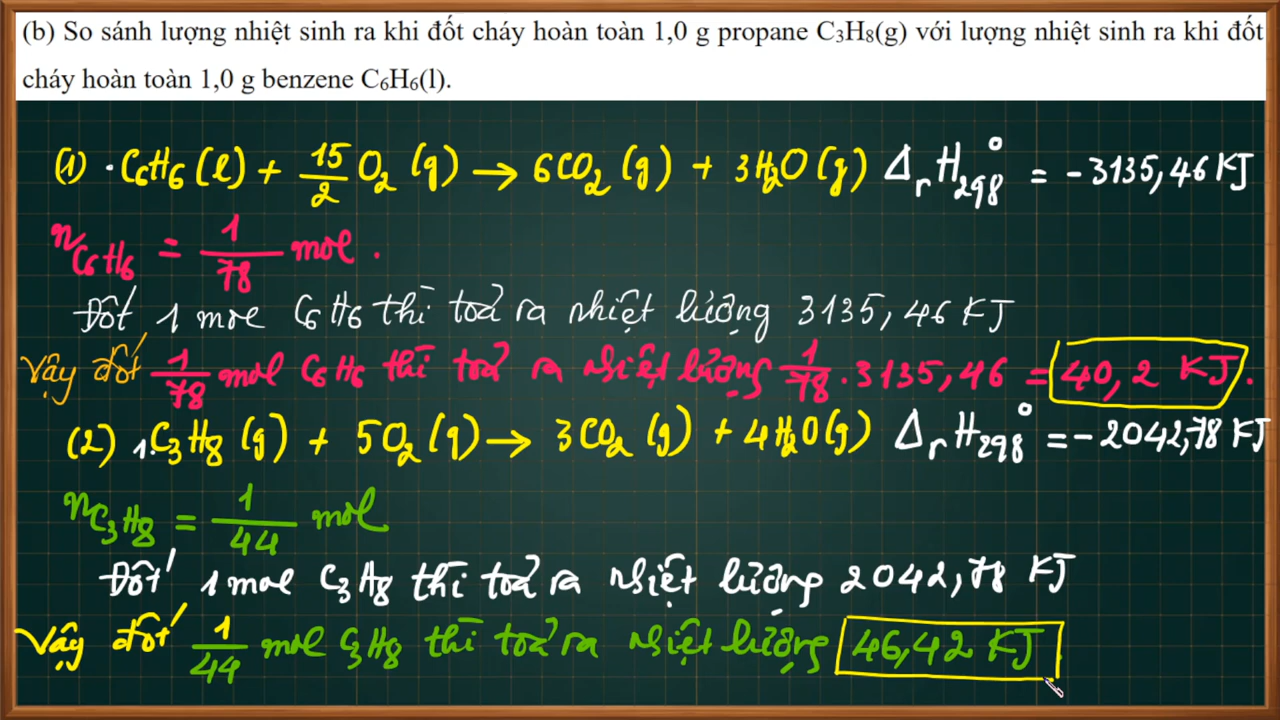 (b) So sánh lượng nhiệt sinh ra khi đốt cháy hoàn toàn 1,0 g propane C₃H₈(g) với lượng nhiệt sinh ra khi đốt
cháy hoàn toàn 1,0 g benzene C₆H₆(l).
(1) · C₆H₆ (l) + 15/2 O₂ (g) → 6CO₂ (g) + 3H₂O (g) ΔᵣH°₂₉₈ = - 3135,46 KJ
n C₆H₆ = 1/78 mol.
Đốt 1 mol C₆H₆ thì toả ra nhiệt lượng 3135,46 KJ
Vậy đốt 1/78 mol C₆H₆ thì toả ra nhiệt lượng 1/78 . 3135,46 = 40,2 KJ.
(2) 1.C₃H₈ (g) + 5O₂ (g) → 3CO₂ (g) + 4H₂O(g) ΔᵣH°₂₉₈ = - 2042,78 KJ
n C₃H₈ = 1/44 mol
Đốt 1 mol C₃H₈ thì toả ra nhiệt lượng 2042,78 KJ
Vậy đốt 1/44 mol C₃H₈ thì toả ra nhiệt lượng 46,42 KJ